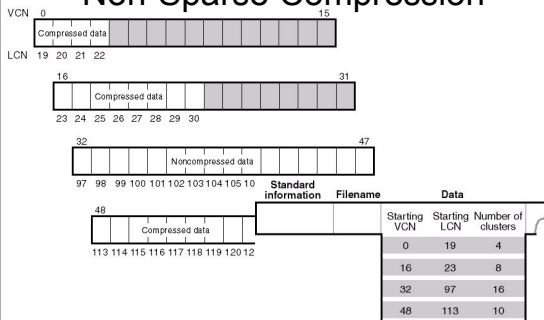 Non-Sparse Compression
VCN 0 15
Compressed data
LCN 19 20 21 22
16 31
Compressed data
23 24 25 26 27 28 29 30
32 47
Noncompressed data
97 98 99 100 101 102 103 104 105 10
48
Compressed data
113 114 115 116 117 118 119 120 12
Standard information Filename Data
Starting VCN Starting LCN Number of clusters
0 19 4
16 23 8
32 97 16
48 113 10